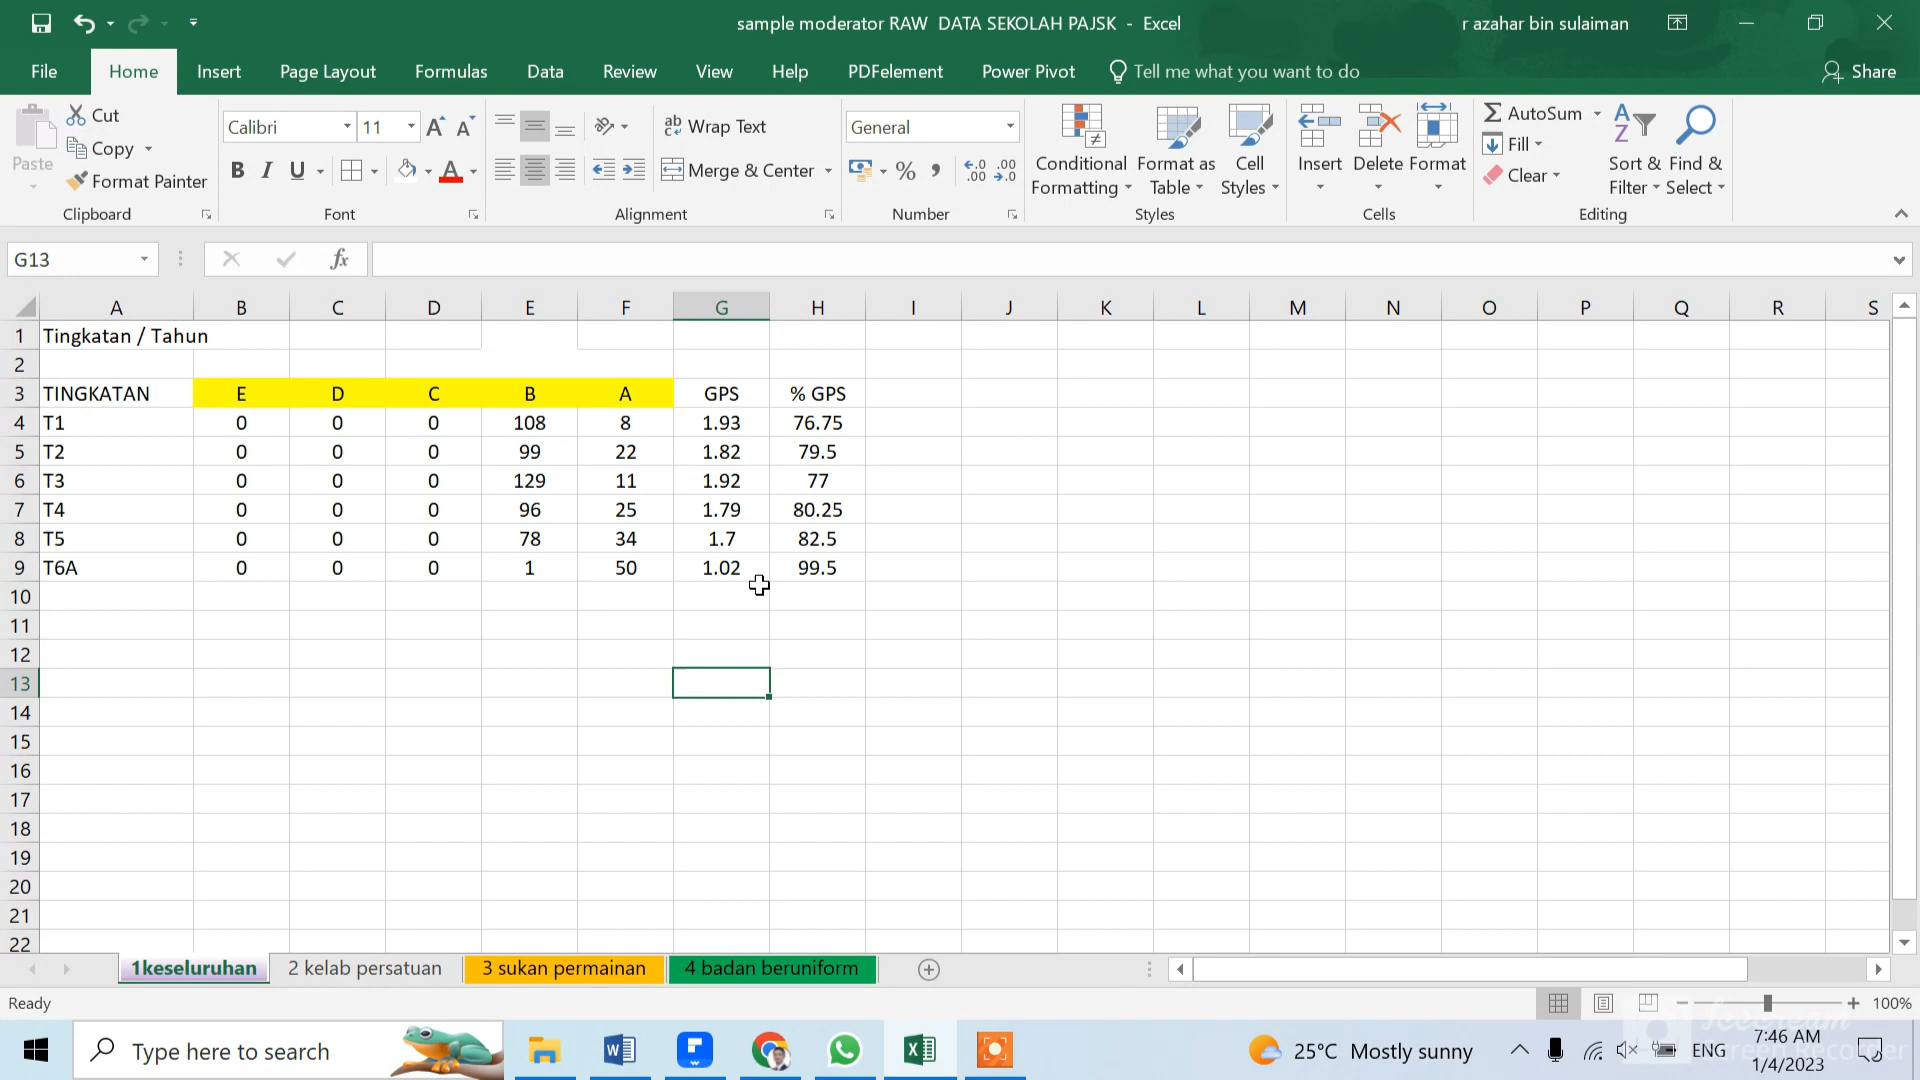 sample moderator RAW  DATA SEKOLAH PAJSK  -  Excel
r azahar bin sulaiman
File Home Insert Page Layout Formulas Data Review View Help PDFelement Power Pivot Tell me what you want to do Share
Paste
Cut
Copy
Format Painter
Clipboard
Calibri 11
B I U
Font
ab Wrap Text
Merge & Center
Alignment
General
% , .00 .00
Number
Conditional Formatting
Format as Table
Cell Styles
Styles
Insert Delete Format
Cells
AutoSum
Fill
Clear
Sort & Filter
Find & Select
Editing
G13 fx
A B C D E F G H I J K L M N O P Q R S
1 Tingkatan / Tahun
2
3 TINGKATAN E D C B A GPS % GPS
4 T1 0 0 0 108 8 1.93 76.75
5 T2 0 0 0 99 22 1.82 79.5
6 T3 0 0 0 129 11 1.92 77
7 T4 0 0 0 96 25 1.79 80.25
8 T5 0 0 0 78 34 1.7 82.5
9 T6A 0 0 0 1 50 1.02 99.5
10
11
12
13
14
15
16
17
18
19
20
21
22
1keseluruhan 2 kelab persatuan 3 sukan permainan 4 badan beruniform
Ready 100%
Type here to search
25°C Mostly sunny ENG
7:46 AM
1/4/2023
Icecream
Screen Recorder